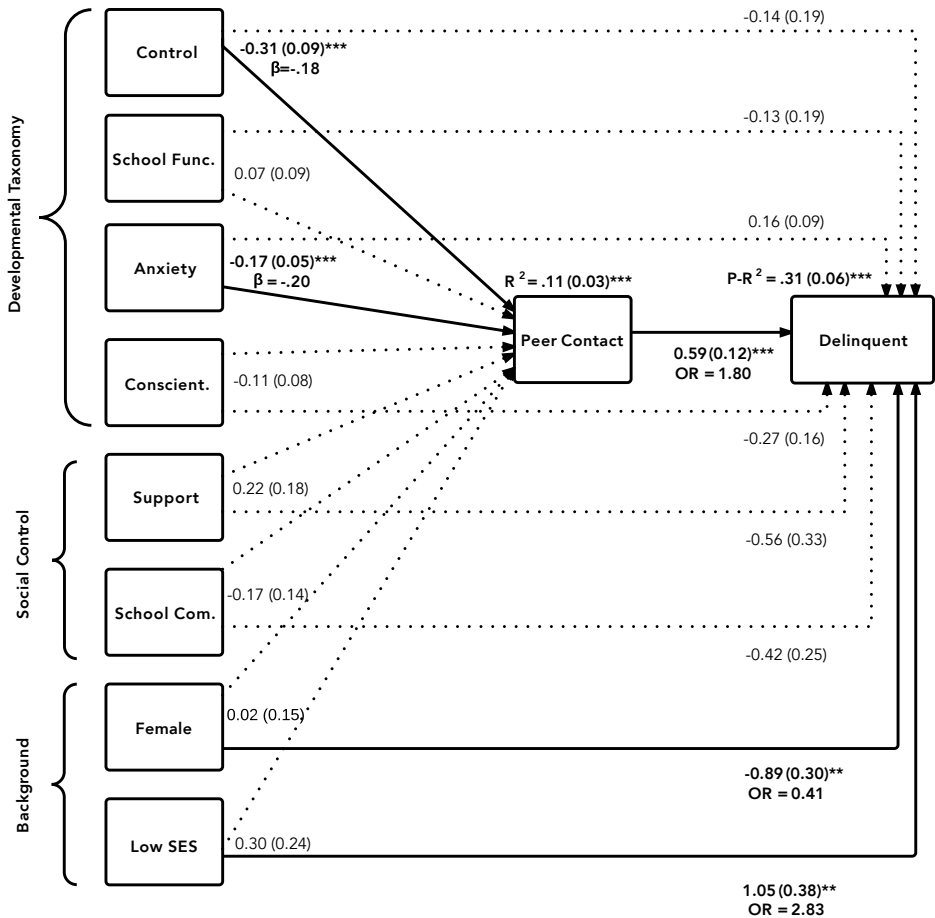 -0.14 (0.19)
Control
-0.31 (0.09)***
β=-.18
Developmental Taxonomy
-0.13 (0.19)
School Func.
0.07 (0.09)
0.16 (0.09)
Anxiety
-0.17 (0.05)***
β = -.20
R ² = .11 (0.03)***
P-R ² = .31 (0.06)***
Peer Contact
Delinquent
0.59 (0.12)***
OR = 1.80
Conscient.
-0.11 (0.08)
-0.27 (0.16)
Social Control
Support
0.22 (0.18)
-0.56 (0.33)
School Com.
-0.17 (0.14)
-0.42 (0.25)
Background
Female
0.02 (0.15)
-0.89 (0.30)**
OR = 0.41
Low SES
0.30 (0.24)
1.05 (0.38)**
OR = 2.83